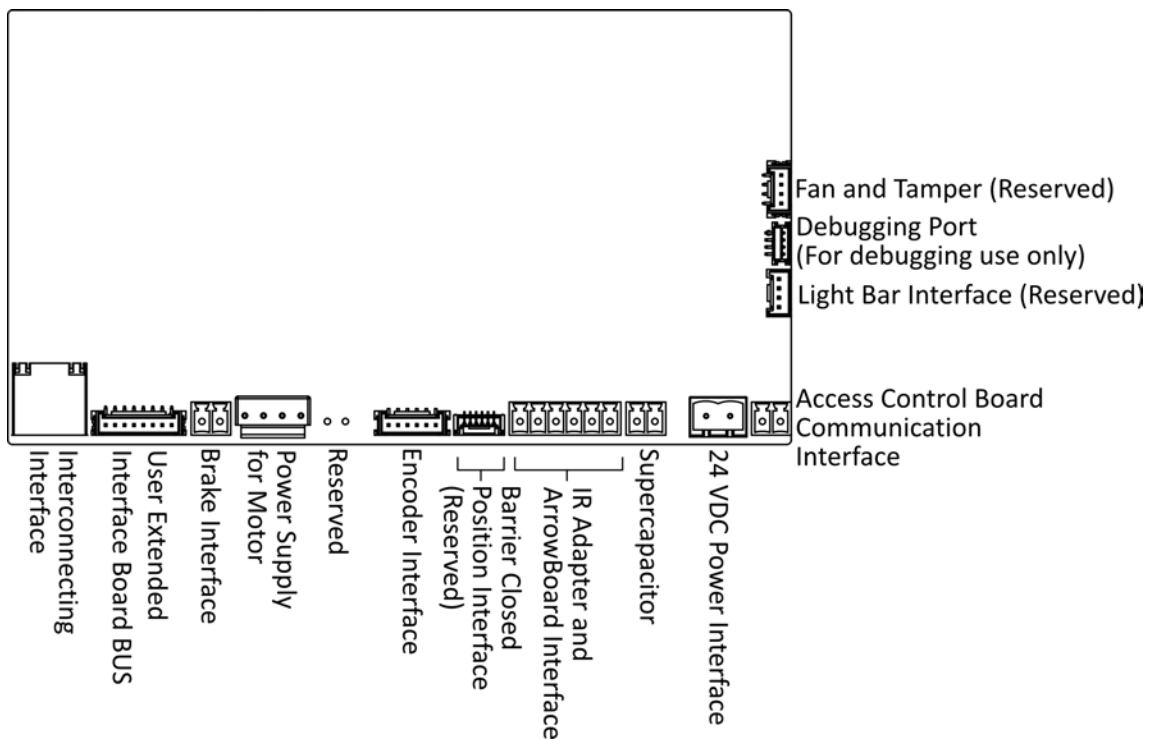 Fan and Tamper (Reserved)
Debugging Port
(For debugging use only)
Light Bar Interface (Reserved)
Access Control Board
Communication
Interface
Interconnecting
Interface
User Extended
Interface Board BUS
Brake Interface
Power Supply
for Motor
Reserved
Encoder Interface
Barrier Closed
Position Interface
(Reserved)
IR Adapter and
ArrowBoard Interface
Supercapacitor
24 VDC Power Interface